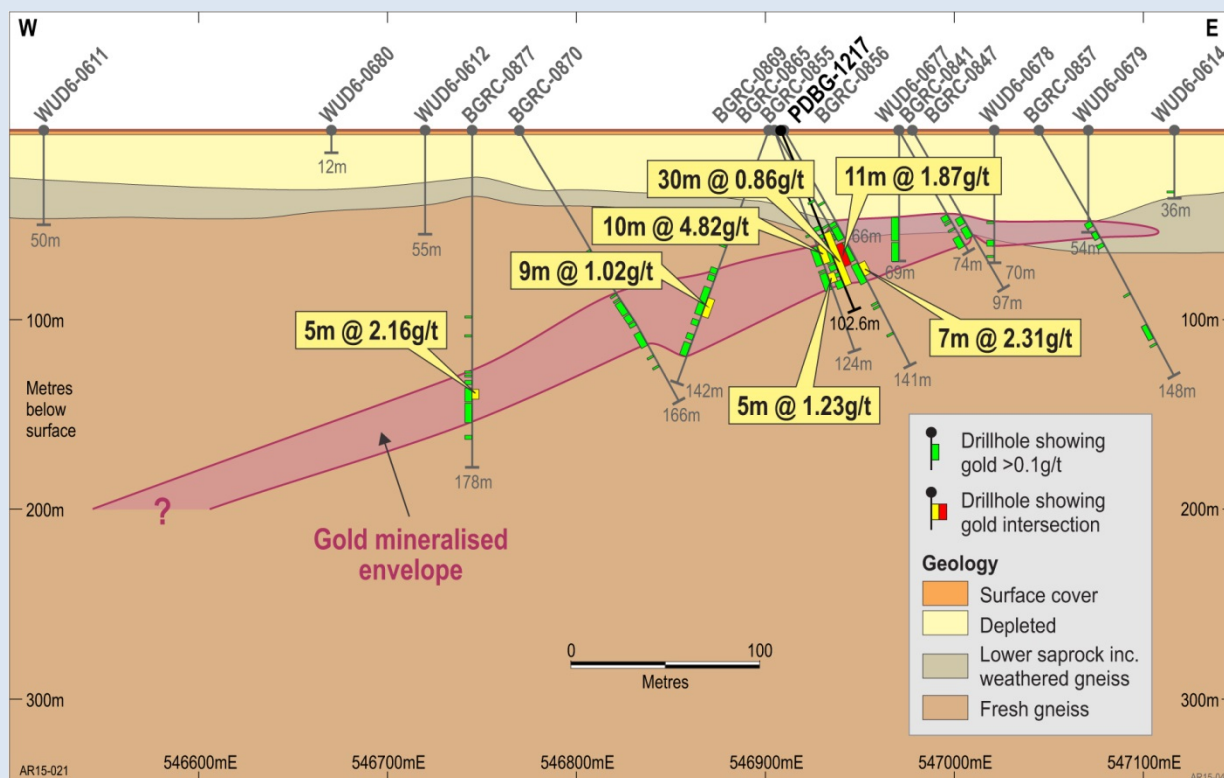 W
E
WUD6-0611
WUD6-0680
WUD6-0612
BGRC-0877
BGRC-0870
BGRC-0869
BGRC-0865
BGRC-0855
PDBG-1217
BGRC-0856
WUD6-0677
BGRC-0841
BGRC-0847
WUD6-0678
BGRC-0857
WUD6-0679
WUD6-0614
12m
50m
55m
30m @ 0.86g/t
11m @ 1.87g/t
10m @ 4.82g/t
9m @ 1.02g/t
5m @ 2.16g/t
7m @ 2.31g/t
5m @ 1.23g/t
36m
54m
66m
69m
74m
70m
97m
102.6m
124m
141m
142m
166m
148m
178m
100m
100m
Metres
below
surface
200m
200m
300m
300m
?
Gold mineralised
envelope
0
100
Metres
Drillhole showing
gold >0.1g/t
Drillhole showing
gold intersection
Geology
Surface cover
Depleted
Lower saprock inc.
weathered gneiss
Fresh gneiss
AR15-021
546600mE
546700mE
546800mE
546900mE
547000mE
547100mE